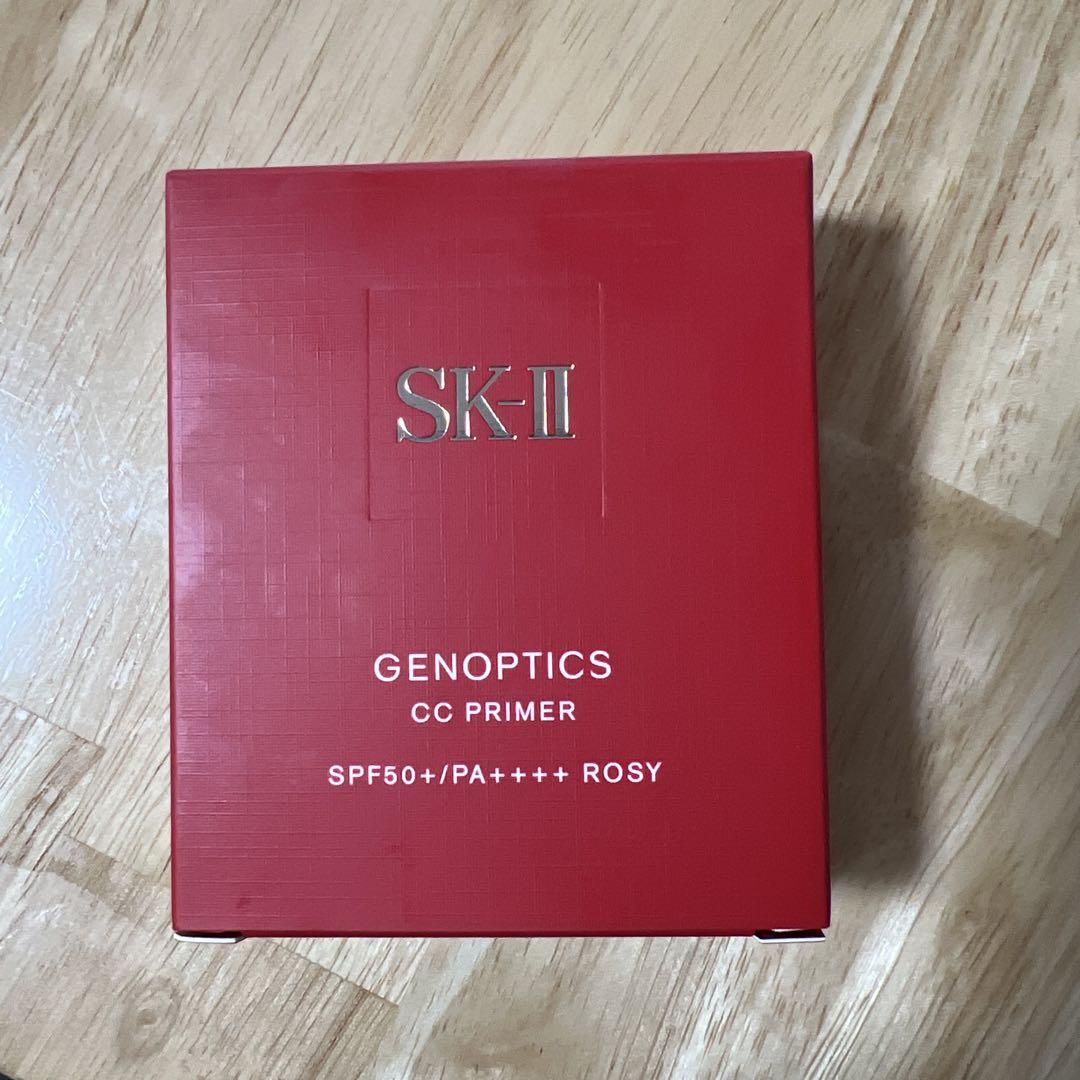 SK-II
GENOPTICS
CC PRIMER
SPF50+/PA++++ ROSY